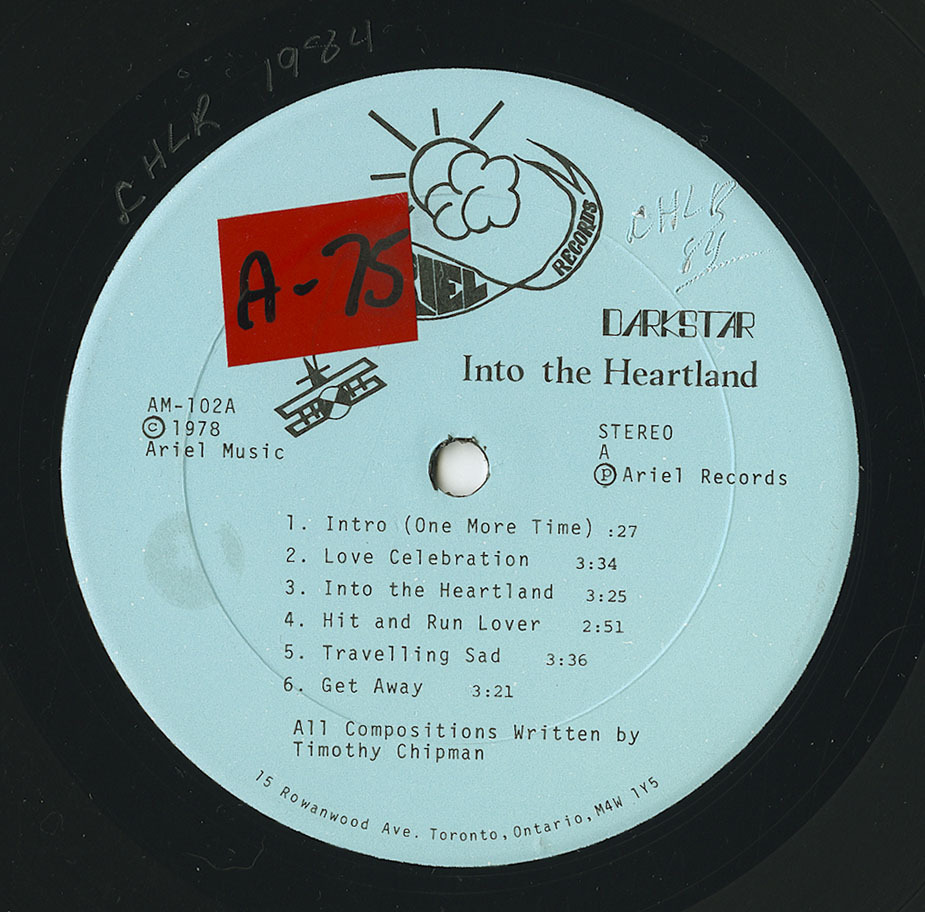 CHLR 1984
CHLR
84
A-75
RIEL
RECORDS
DARKSTAR
Into the Heartland
AM-102A
© 1978
Ariel Music
STEREO
A
Ⓟ Ariel Records
1. Intro (One More Time) :27
2. Love Celebration 3:34
3. Into the Heartland 3:25
4. Hit and Run Lover 2:51
5. Travelling Sad 3:36
6. Get Away 3:21
All Compositions Written by
Timothy Chipman
15 Rowanwood Ave. Toronto, Ontario, M4W 1Y5